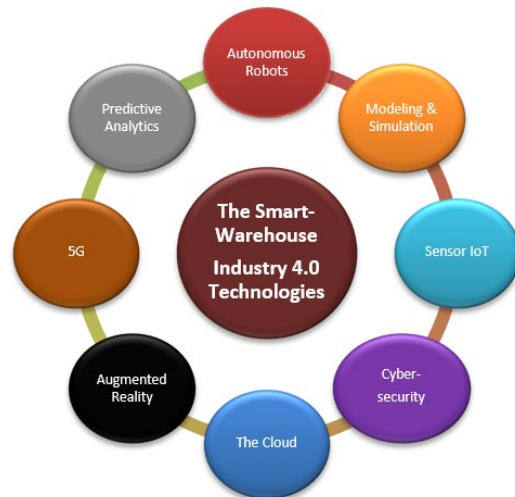 Autonomous
Robots
Modeling &
Simulation
Sensor IoT
Cyber-
security
The Cloud
Augmented
Reality
5G
Predictive
Analytics
The Smart-
Warehouse
Industry 4.0
Technologies